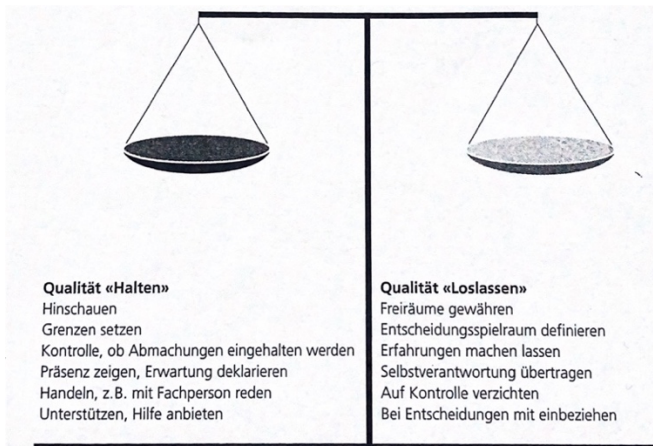 Qualität «Halten»
Hinschauen
Grenzen setzen
Kontrolle, ob Abmachungen eingehalten werden
Präsenz zeigen, Erwartung deklarieren
Handeln, z.B. mit Fachperson reden
Unterstützen, Hilfe anbieten
Qualität «Loslassen»
Freiräume gewähren
Entscheidungsspielraum definieren
Erfahrungen machen lassen
Selbstverantwortung übertragen
Auf Kontrolle verzichten
Bei Entscheidungen mit einbeziehen